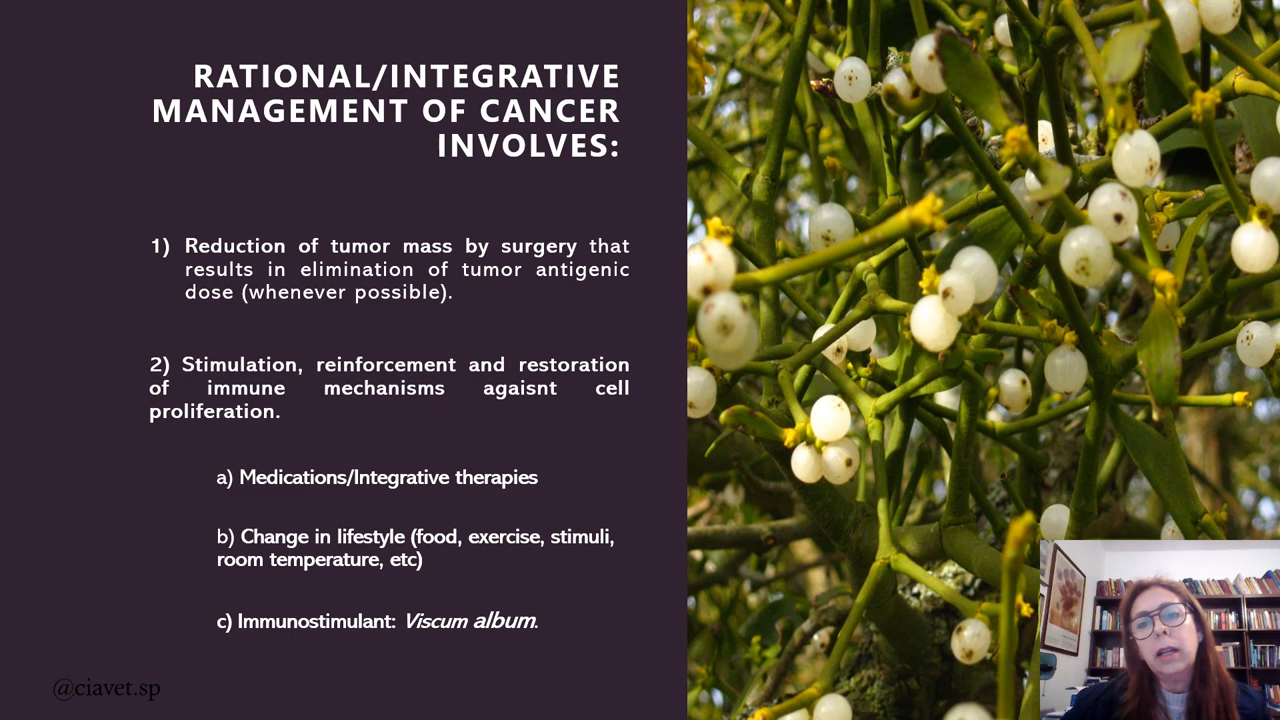 RATIONAL/INTEGRATIVE
MANAGEMENT OF CANCER
INVOLVES:
1) Reduction of tumor mass by surgery that
results in elimination of tumor antigenic
dose (whenever possible).
2) Stimulation, reinforcement and restoration
of immune mechanisms agaisnt cell
proliferation.
a) Medications/Integrative therapies
b) Change in lifestyle (food, exercise, stimuli,
room temperature, etc)
c) Immunostimulant: Viscum album.
@ciavet.sp